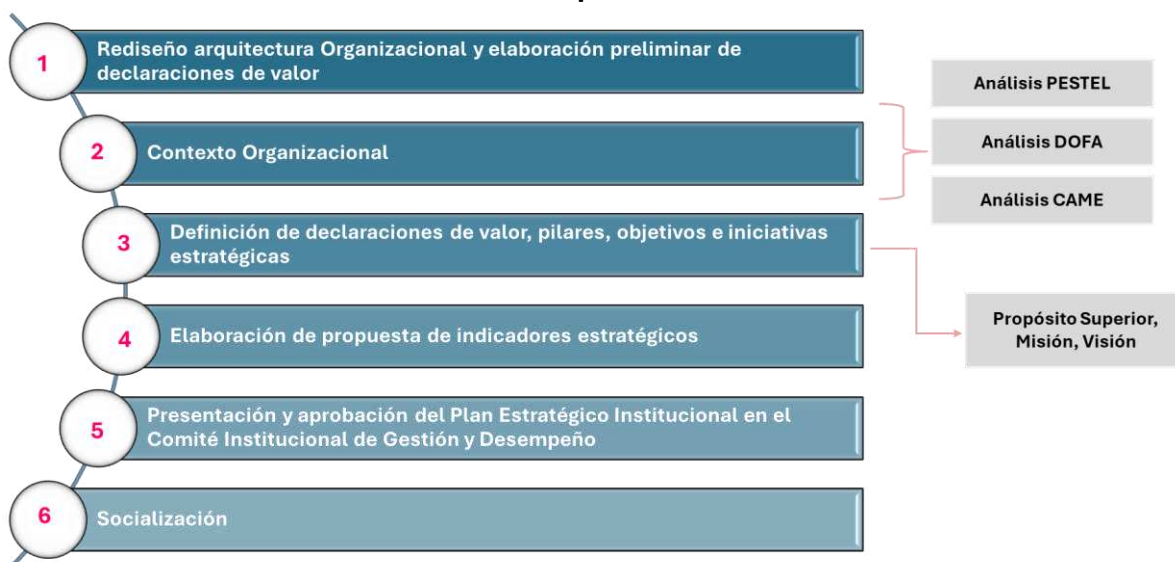 1
Rediseño arquitectura Organizacional y elaboración preliminar de
declaraciones de valor
2
Contexto Organizacional
Análisis PESTEL
Análisis DOFA
Análisis CAME
3
Definición de declaraciones de valor, pilares, objetivos e iniciativas
estratégicas
Propósito Superior,
Misión, Visión
4
Elaboración de propuesta de indicadores estratégicos
5
Presentación y aprobación del Plan Estratégico Institucional en el
Comité Institucional de Gestión y Desempeño
6
Socialización